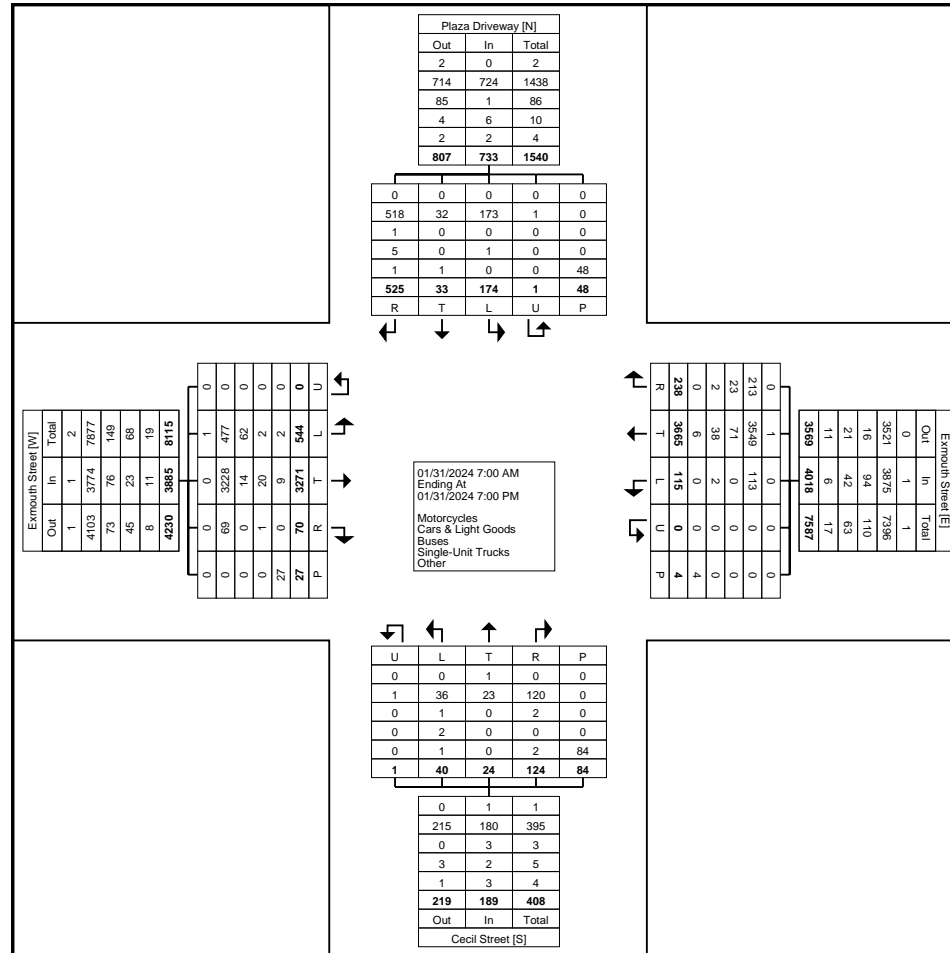 Plaza Driveway [N]
Out In Total
2 0 2
714 724 1438
85 1 86
4 6 10
2 2 4
807 733 1540
0 0 0 0 0
518 32 173 1 0
1 0 0 0 0
5 0 1 0 0
1 1 0 0 48
525 33 174 1 48
R T L U P
Exmouth Street [W]
Out In Total
1 1 2
4103 3774 7877
73 76 149
45 23 68
8 11 19
4230 3885 8115
0 0 0 1 0
0 69 3228 477 0
0 0 14 62 0
0 1 20 2 0
27 0 9 2 0
27 70 3271 544 0
P R T L U
01/31/2024 7:00 AM
Ending At
01/31/2024 7:00 PM
Motorcycles
Cars & Light Goods
Buses
Single-Unit Trucks
Other
Exmouth Street [E]
Out In Total
0 1 1
3521 3875 7396
16 94 110
21 42 63
11 6 17
3569 4018 7587
0 1 0 0 0
213 3549 113 0 0
23 71 0 0 0
2 38 2 0 0
0 6 0 0 4
238 3665 115 0 4
R T L U P
U L T R P
0 0 1 0 0
1 36 23 120 0
0 1 0 2 0
0 2 0 0 0
0 1 0 2 84
1 40 24 124 84
0 1 1
215 180 395
0 3 3
3 2 5
1 3 4
219 189 408
Out In Total
Cecil Street [S]